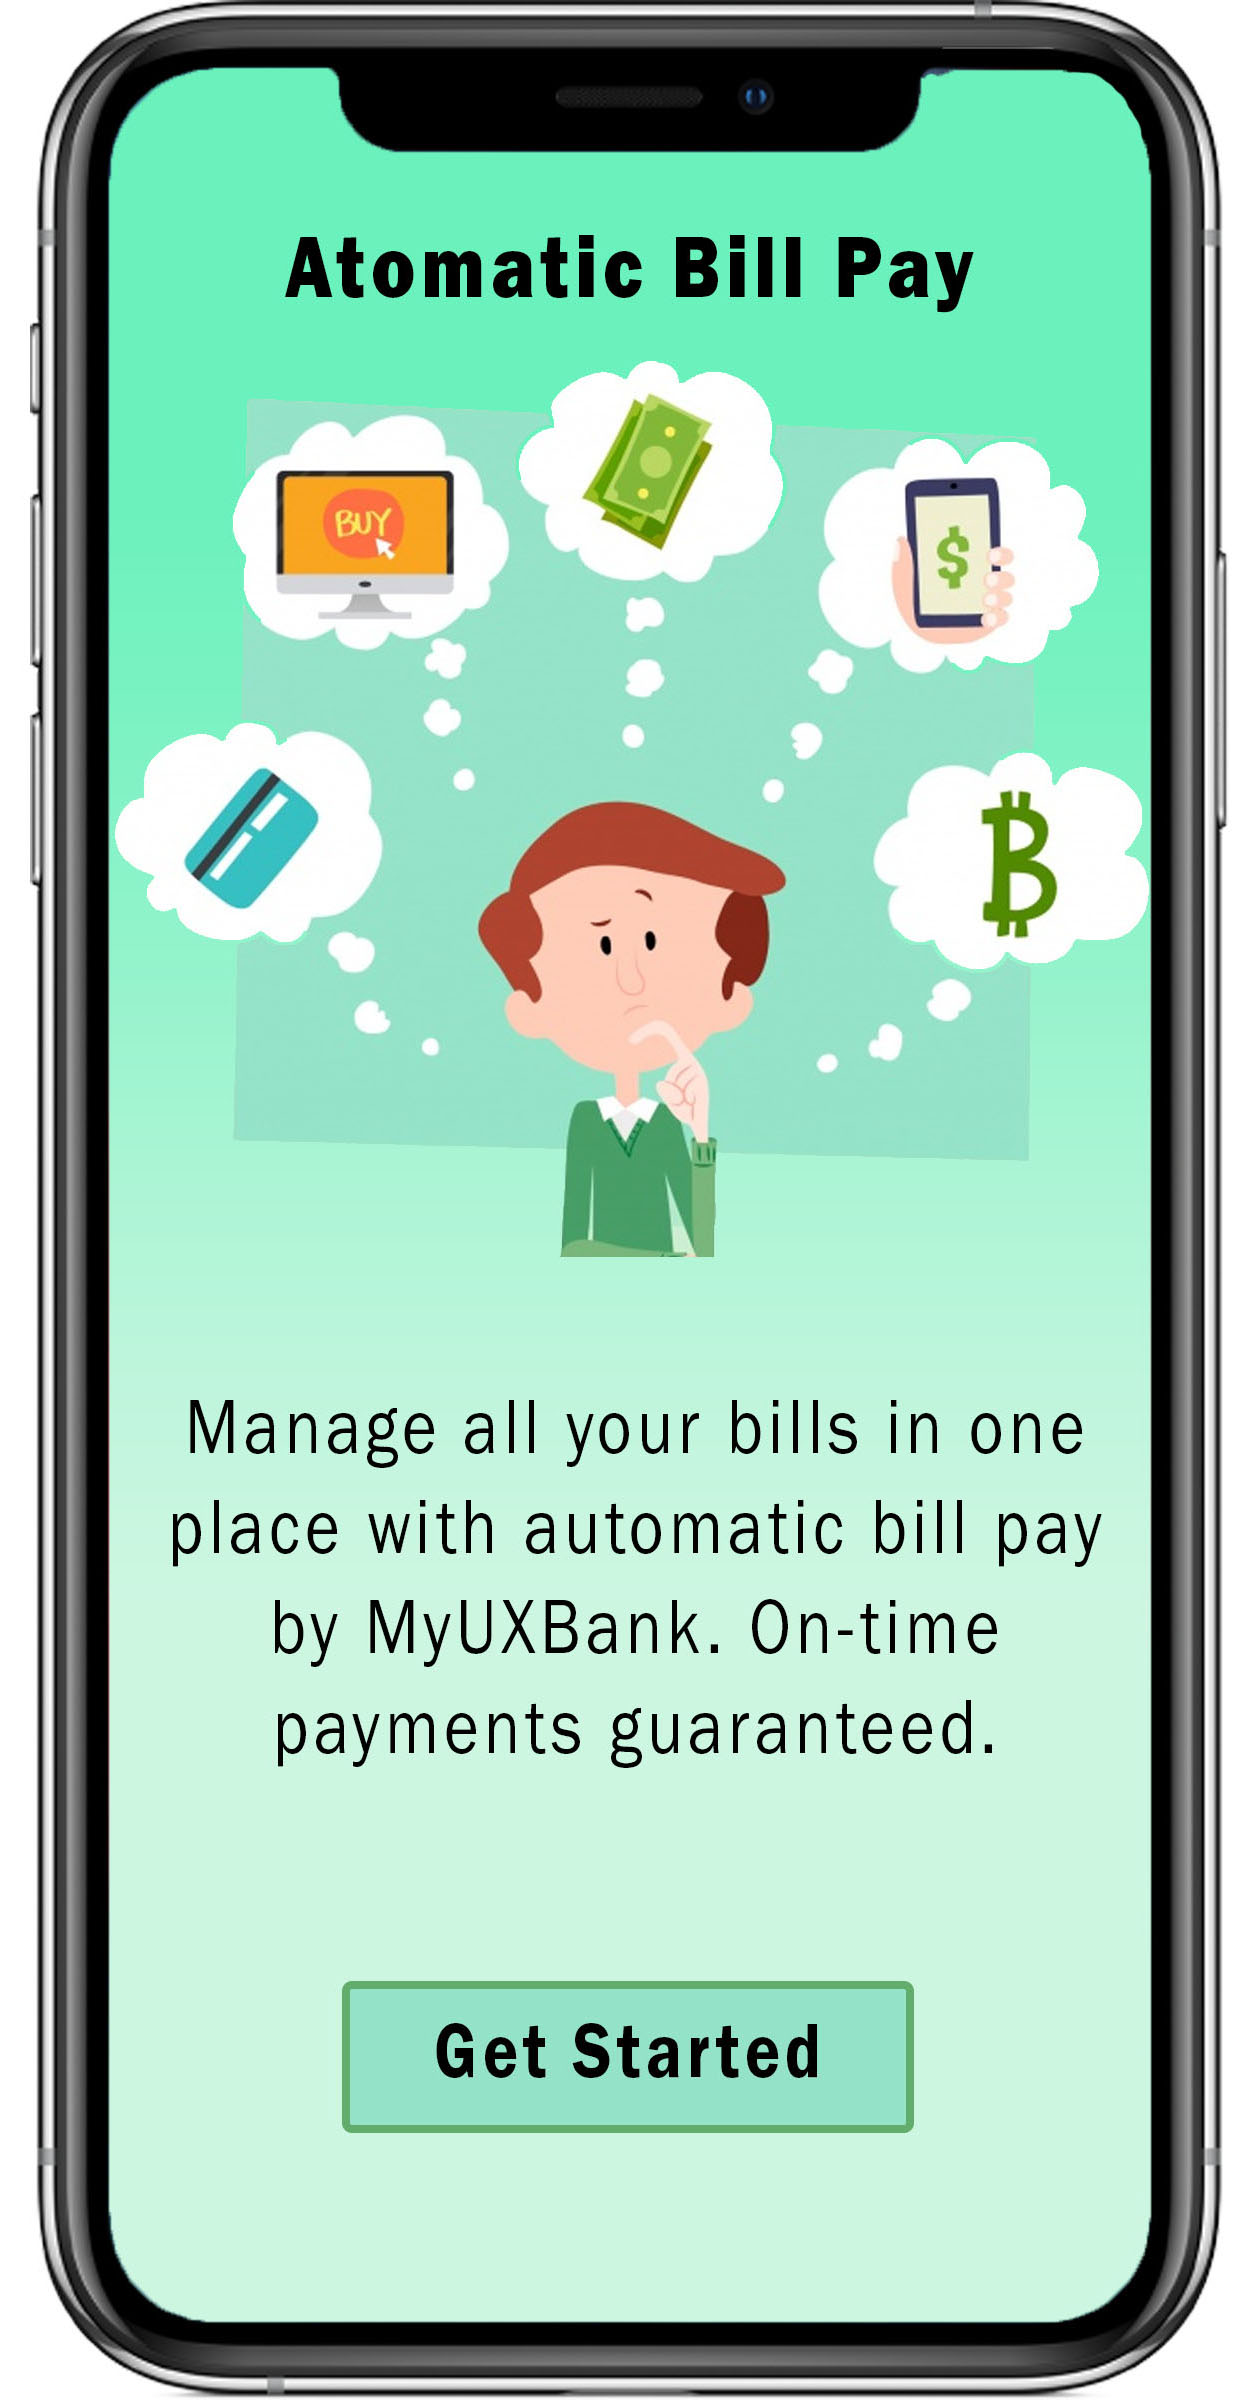 Atomatic Bill Pay
BUY
$
Manage all your bills in one
place with automatic bill pay
by MyUXBank. On-time
payments guaranteed.
Get Started